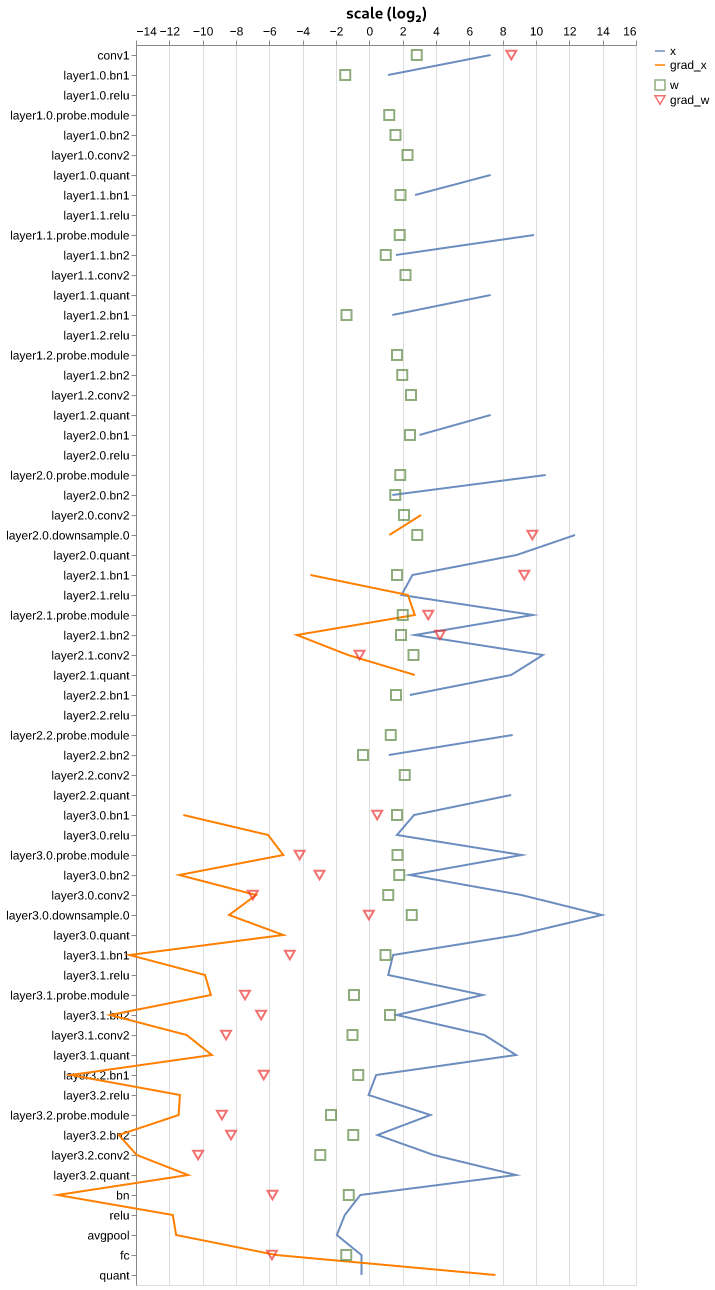 scale (log₂)
−14 −12 −10 −8 −6 −4 −2 0 2 4 6 8 10 12 14 16
x
grad_x
w
grad_w
conv1
layer1.0.bn1
layer1.0.relu
layer1.0.probe.module
layer1.0.bn2
layer1.0.conv2
layer1.0.quant
layer1.1.bn1
layer1.1.relu
layer1.1.probe.module
layer1.1.bn2
layer1.1.conv2
layer1.1.quant
layer1.2.bn1
layer1.2.relu
layer1.2.probe.module
layer1.2.bn2
layer1.2.conv2
layer1.2.quant
layer2.0.bn1
layer2.0.relu
layer2.0.probe.module
layer2.0.bn2
layer2.0.conv2
layer2.0.downsample.0
layer2.0.quant
layer2.1.bn1
layer2.1.relu
layer2.1.probe.module
layer2.1.bn2
layer2.1.conv2
layer2.1.quant
layer2.2.bn1
layer2.2.relu
layer2.2.probe.module
layer2.2.bn2
layer2.2.conv2
layer2.2.quant
layer3.0.bn1
layer3.0.relu
layer3.0.probe.module
layer3.0.bn2
layer3.0.conv2
layer3.0.downsample.0
layer3.0.quant
layer3.1.bn1
layer3.1.relu
layer3.1.probe.module
layer3.1.bn2
layer3.1.conv2
layer3.1.quant
layer3.2.bn1
layer3.2.relu
layer3.2.probe.module
layer3.2.bn2
layer3.2.conv2
layer3.2.quant
bn
relu
avgpool
fc
quant